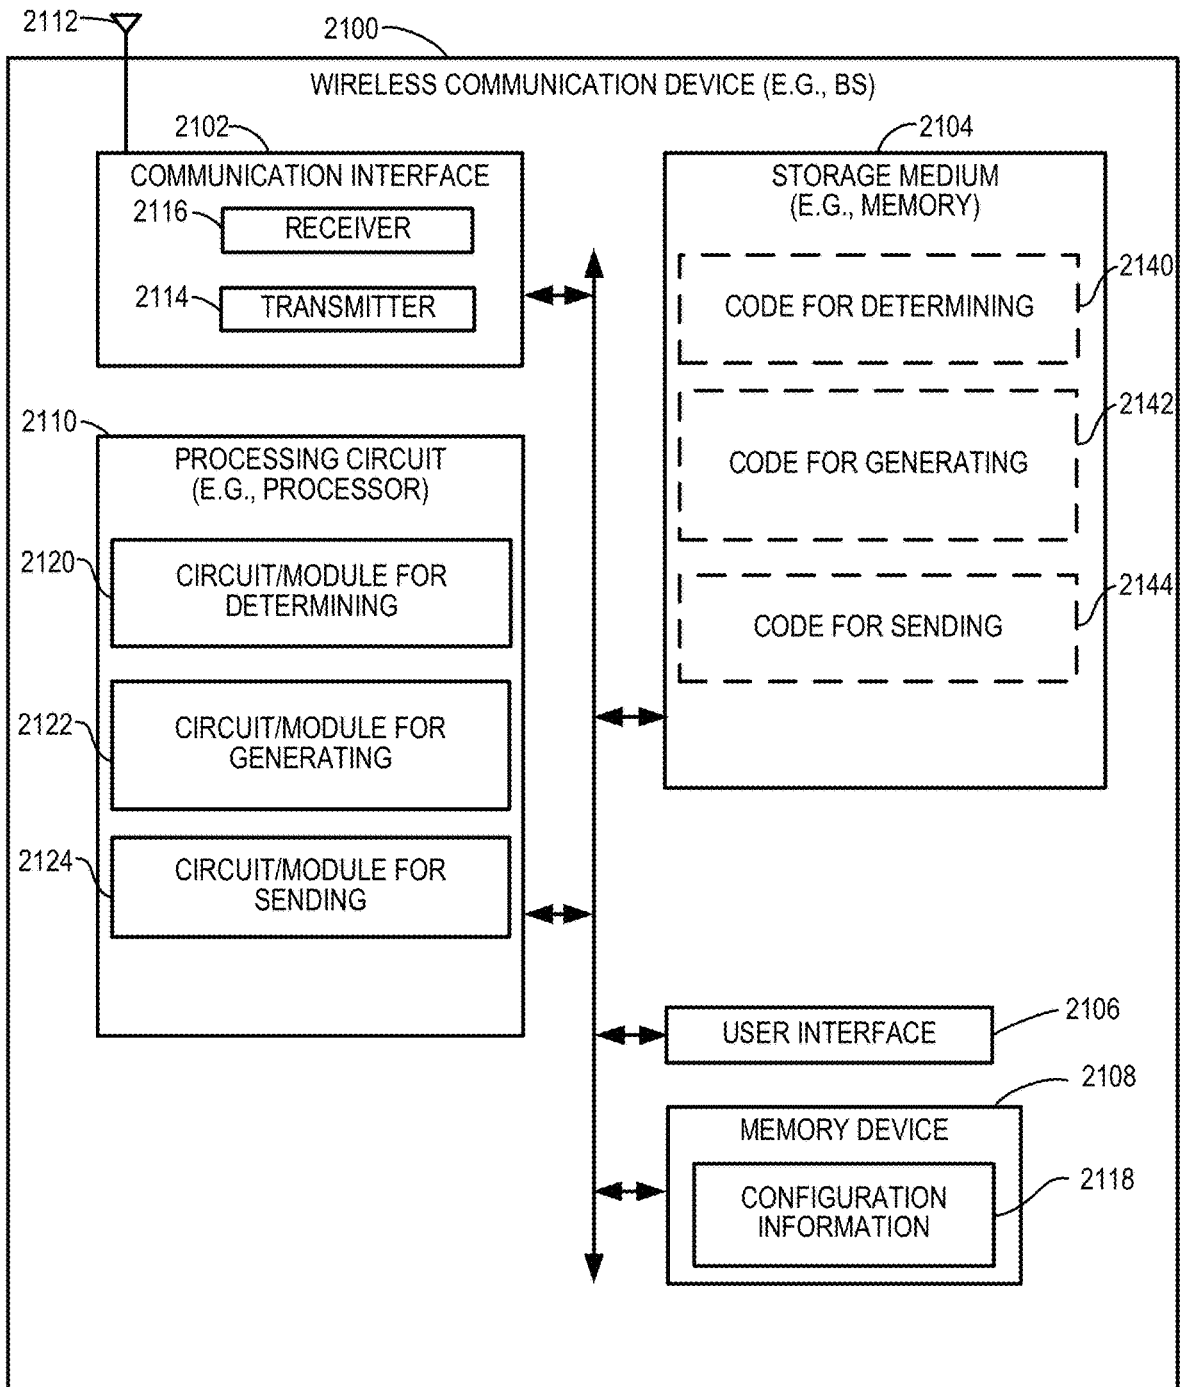 2112
2100
WIRELESS COMMUNICATION DEVICE (E.G., BS)
2102
COMMUNICATION INTERFACE
2116
RECEIVER
2114
TRANSMITTER
2104
STORAGE MEDIUM
(E.G., MEMORY)
2140
CODE FOR DETERMINING
2142
CODE FOR GENERATING
2144
CODE FOR SENDING
2110
PROCESSING CIRCUIT
(E.G., PROCESSOR)
2120
CIRCUIT/MODULE FOR
DETERMINING
2122
CIRCUIT/MODULE FOR
GENERATING
2124
CIRCUIT/MODULE FOR
SENDING
2106
USER INTERFACE
2108
MEMORY DEVICE
2118
CONFIGURATION
INFORMATION